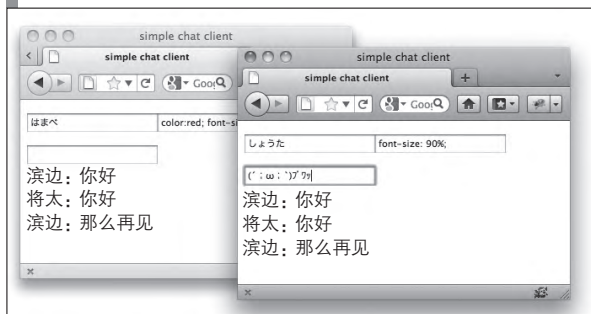 simple chat client
simple chat client
Goo
はまべ
color:red; font-si
滨边：你好
将太：你好
滨边：那么再见
simple chat client
simple chat client
Goo
しょうた
font-size: 90%;
(´；ω；`)ﾌﾞﾜｯ
滨边：你好
将太：你好
滨边：那么再见